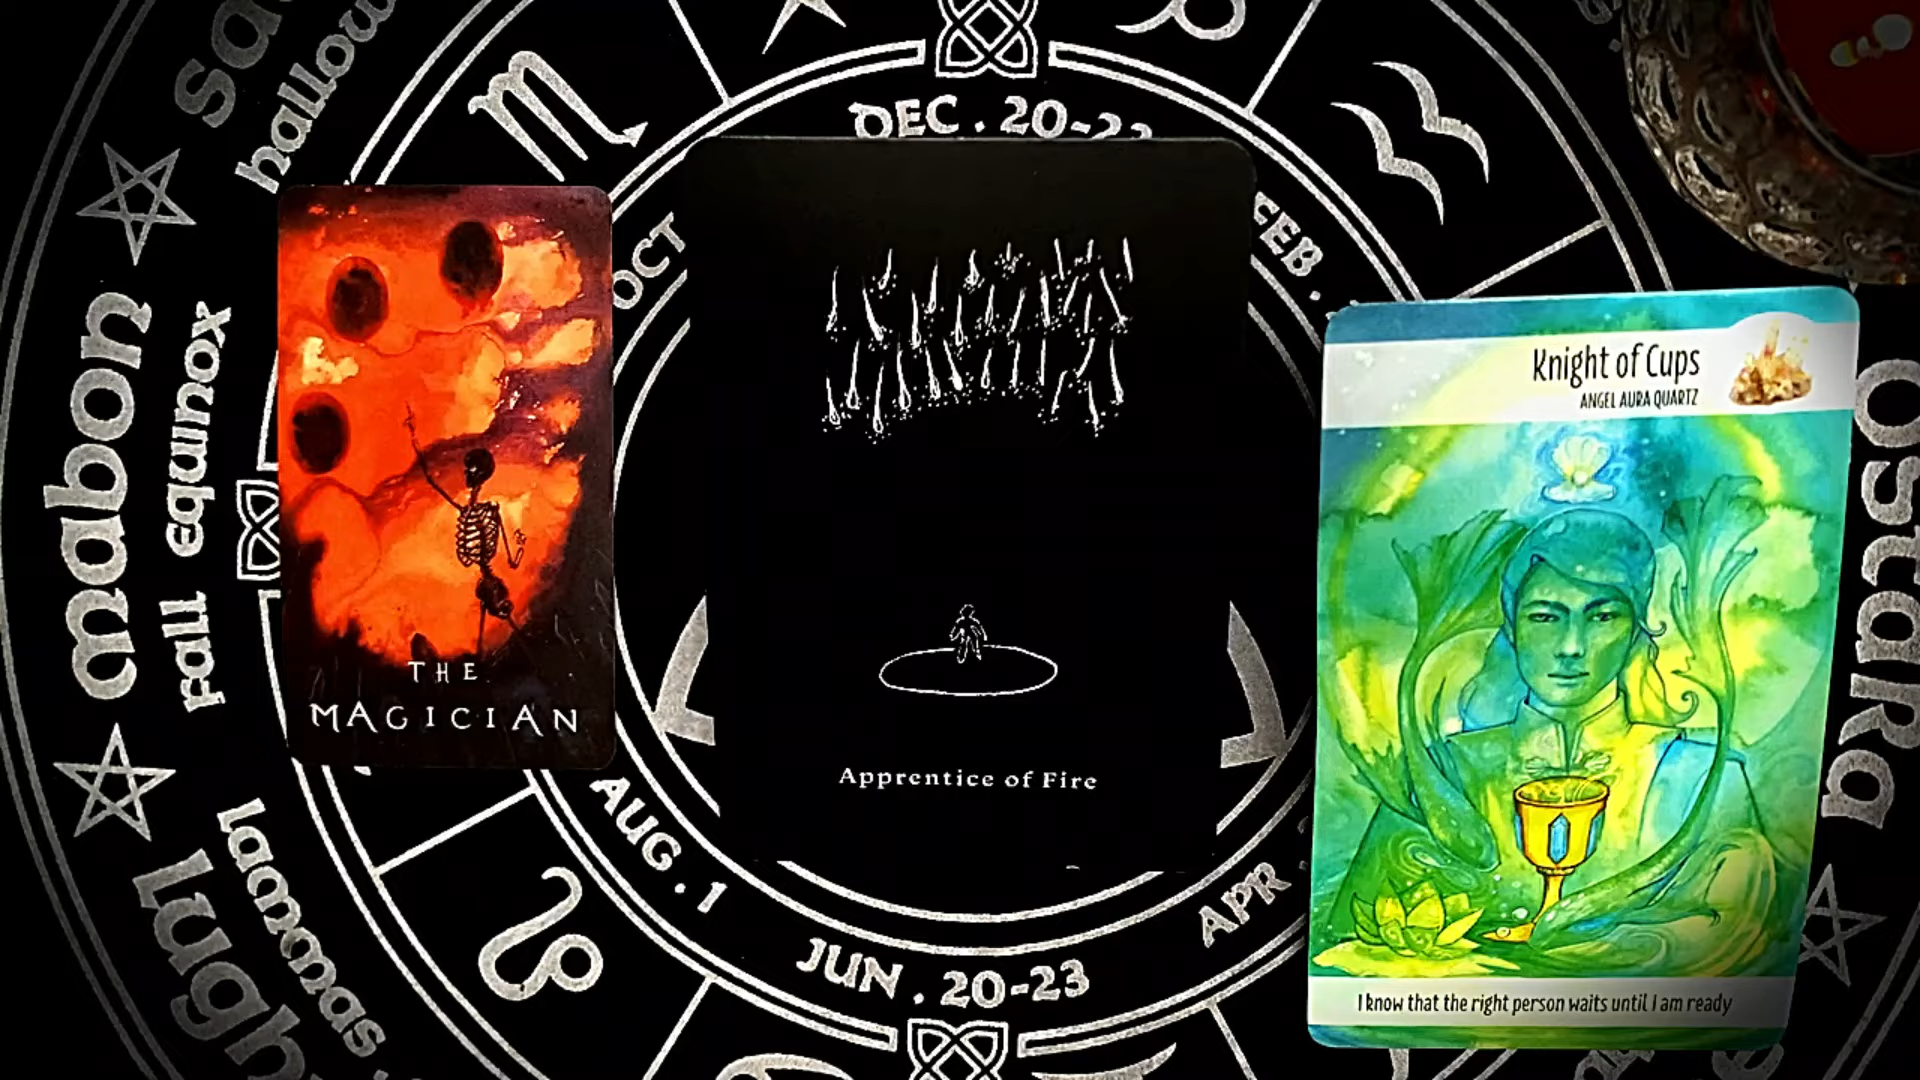 hallow
DEC. 20-23
OCT
FEB.
mabon
fall equinox
THE
MAGICIAN
Apprentice of Fire
Knight of Cups
ANGEL AURA QUARTZ
I know that the right person waits until I am ready
ostara
lugh
lammas
AUG. 1
JUN. 20-23
APR